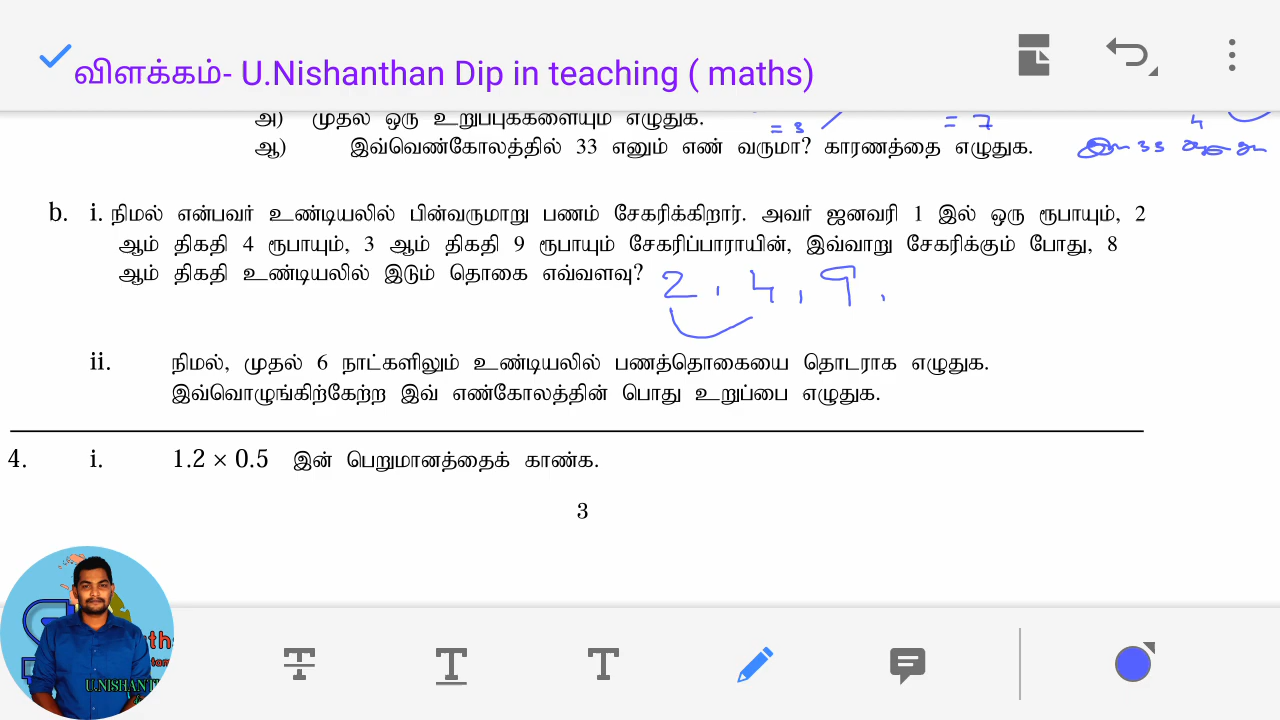 விளக்கம்- U.Nishanthan Dip in teaching ( maths)
அ) முதல் ஒரு உறுப்புக்களையும் எழுதுக.
= 3 = 7 4
ஆ) இவ்வெண்கோலத்தில் 33 எனும் எண் வருமா? காரணத்தை எழுதுக.
33
b. i. நிமல் என்பவர் உண்டியலில் பின்வருமாறு பணம் சேகரிக்கிறார். அவர் ஜனவரி 1 இல் ஒரு ரூபாயும், 2
ஆம் திகதி 4 ரூபாயும், 3 ஆம் திகதி 9 ரூபாயும் சேகரிப்பாராயின், இவ்வாறு சேகரிக்கும் போது, 8
ஆம் திகதி உண்டியலில் இடும் தொகை எவ்வளவு?
2, 4, 9,
ii. நிமல், முதல் 6 நாட்களிலும் உண்டியலில் பணத்தொகையை தொடராக எழுதுக.
இவ்வொழுங்கிற்கேற்ற இவ் எண்கோலத்தின் பொது உறுப்பை எழுதுக.
4. i. 1.2 × 0.5 இன் பெறுமானத்தைக் காண்க.
3
U.NISHANTH
T T T